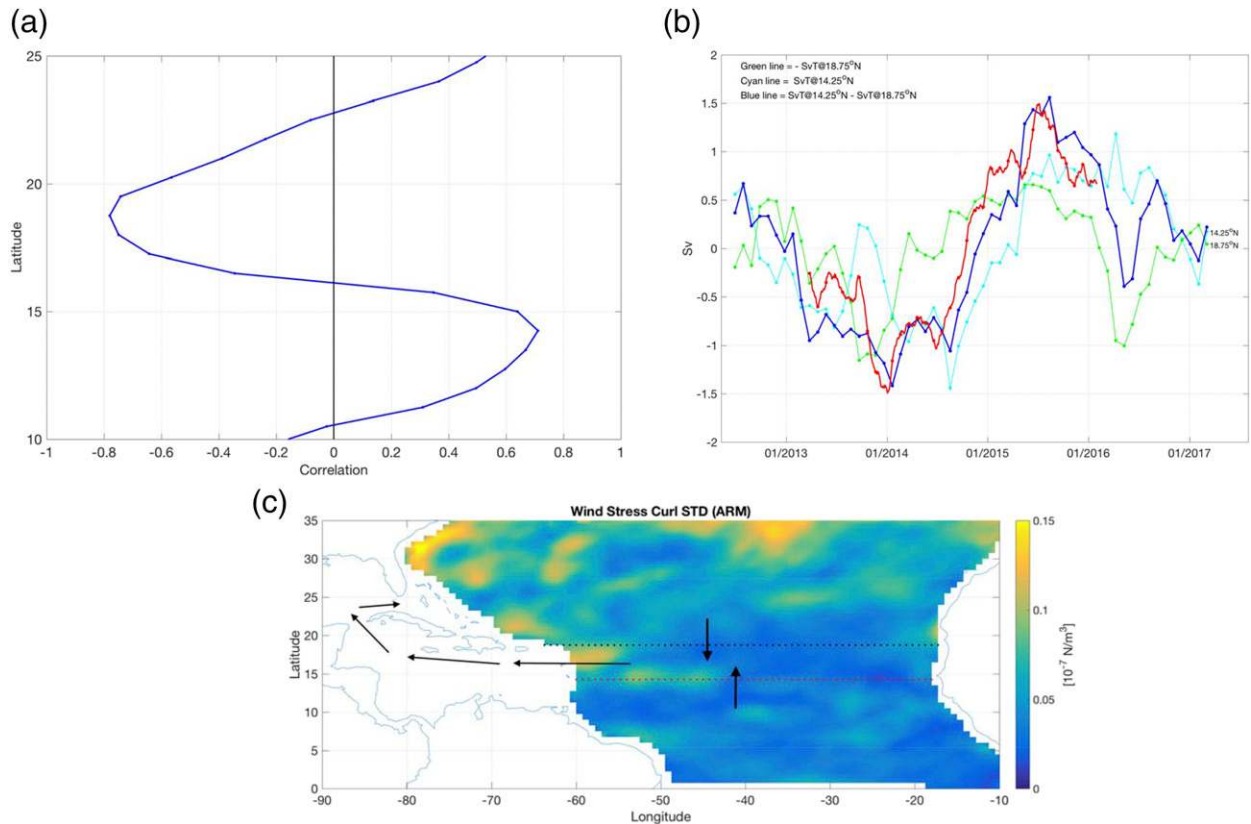 (a)
25
20
15
10
Latitude
-1 -0.8 -0.6 -0.4 -0.2 0 0.2 0.4 0.6 0.8 1
Correlation
(b)
Green line = - SvT@18.75°N
Cyan line = SvT@14.25°N
Blue line = SvT@14.25°N - SvT@18.75°N
2
1.5
1
0.5
0
-0.5
-1
-1.5
-2
Sv
14.25°N
18.75°N
01/2013 01/2014 01/2015 01/2016 01/2017
(c)
Wind Stress Curl STD (ARM)
35
30
25
20
15
10
5
0
Latitude
-90 -80 -70 -60 -50 -40 -30 -20 -10
Longitude
0.15
0.1
0.05
0
[10-7 N/m3]